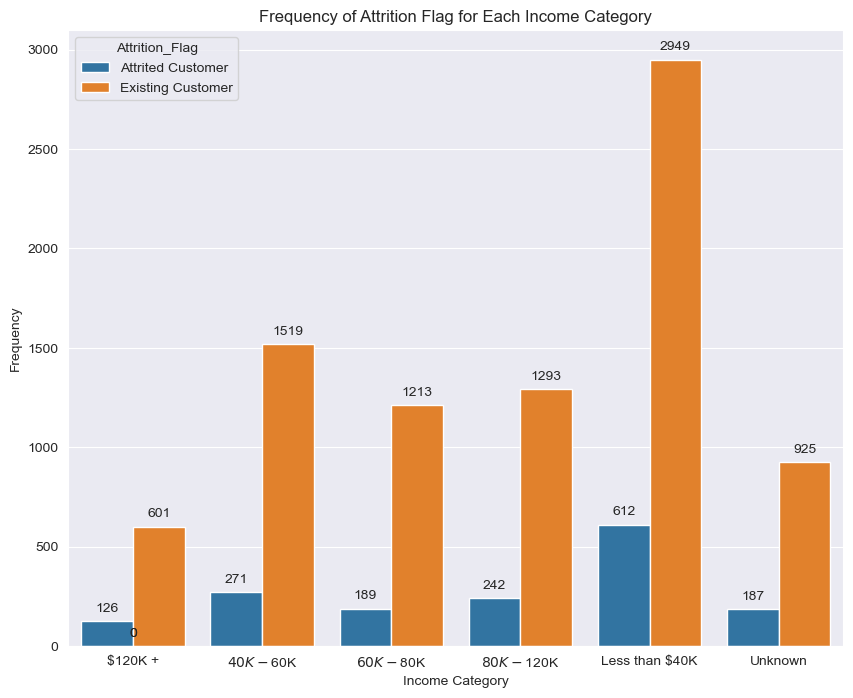 Frequency of Attrition Flag for Each Income Category
Attrition_Flag
Attrited Customer
Existing Customer
Frequency
3000
2500
2000
1500
1000
500
0
126
601
0
271
1519
189
1213
242
1293
612
2949
187
925
$120K +
40K − 60K
60K − 80K
80K − 120K
Less than $40K
Unknown
Income Category